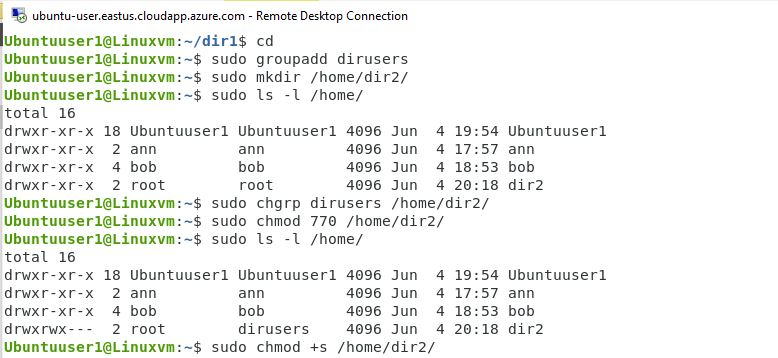 ubuntu-user.eastus.cloudapp.azure.com - Remote Desktop Connection
Ubuntuuser1@Linuxvm:~/dir1$ cd
Ubuntuuser1@Linuxvm:~$ sudo groupadd dirusers
Ubuntuuser1@Linuxvm:~$ sudo mkdir /home/dir2/
Ubuntuuser1@Linuxvm:~$ sudo ls -l /home/
total 16
drwxr-xr-x 18 Ubuntuuser1 Ubuntuuser1 4096 Jun  4 19:54 Ubuntuuser1
drwxr-xr-x  2 ann         ann         4096 Jun  4 17:57 ann
drwxr-xr-x  4 bob         bob         4096 Jun  4 18:53 bob
drwxr-xr-x  2 root        root        4096 Jun  4 20:18 dir2
Ubuntuuser1@Linuxvm:~$ sudo chgrp dirusers /home/dir2/
Ubuntuuser1@Linuxvm:~$ sudo chmod 770 /home/dir2/
Ubuntuuser1@Linuxvm:~$ sudo ls -l /home/
total 16
drwxr-xr-x 18 Ubuntuuser1 Ubuntuuser1 4096 Jun  4 19:54 Ubuntuuser1
drwxr-xr-x  2 ann         ann         4096 Jun  4 17:57 ann
drwxr-xr-x  4 bob         bob         4096 Jun  4 18:53 bob
drwxrwx---  2 root        dirusers    4096 Jun  4 20:18 dir2
Ubuntuuser1@Linuxvm:~$ sudo chmod +s /home/dir2/